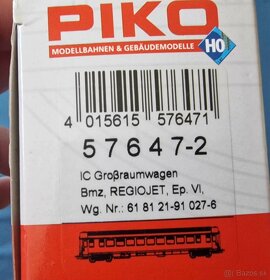 PIKO
MODELLBAHNEN & GEBÄUDEMODELLE
H0
4 015615 576471
57647-2
IC Großraumwagen
Bmz, REGIOJET, Ep. VI,
Wg. Nr.: 61 81 21-91 027-6
bazos.sk